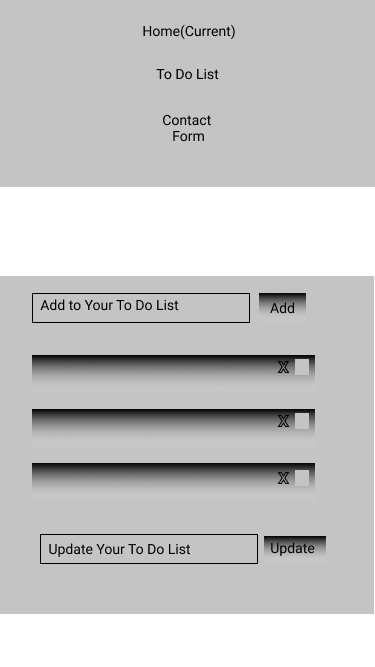 Home(Current)
To Do List
Contact
Form
Add to Your To Do List
Add
X
X
X
Update Your To Do List
Update